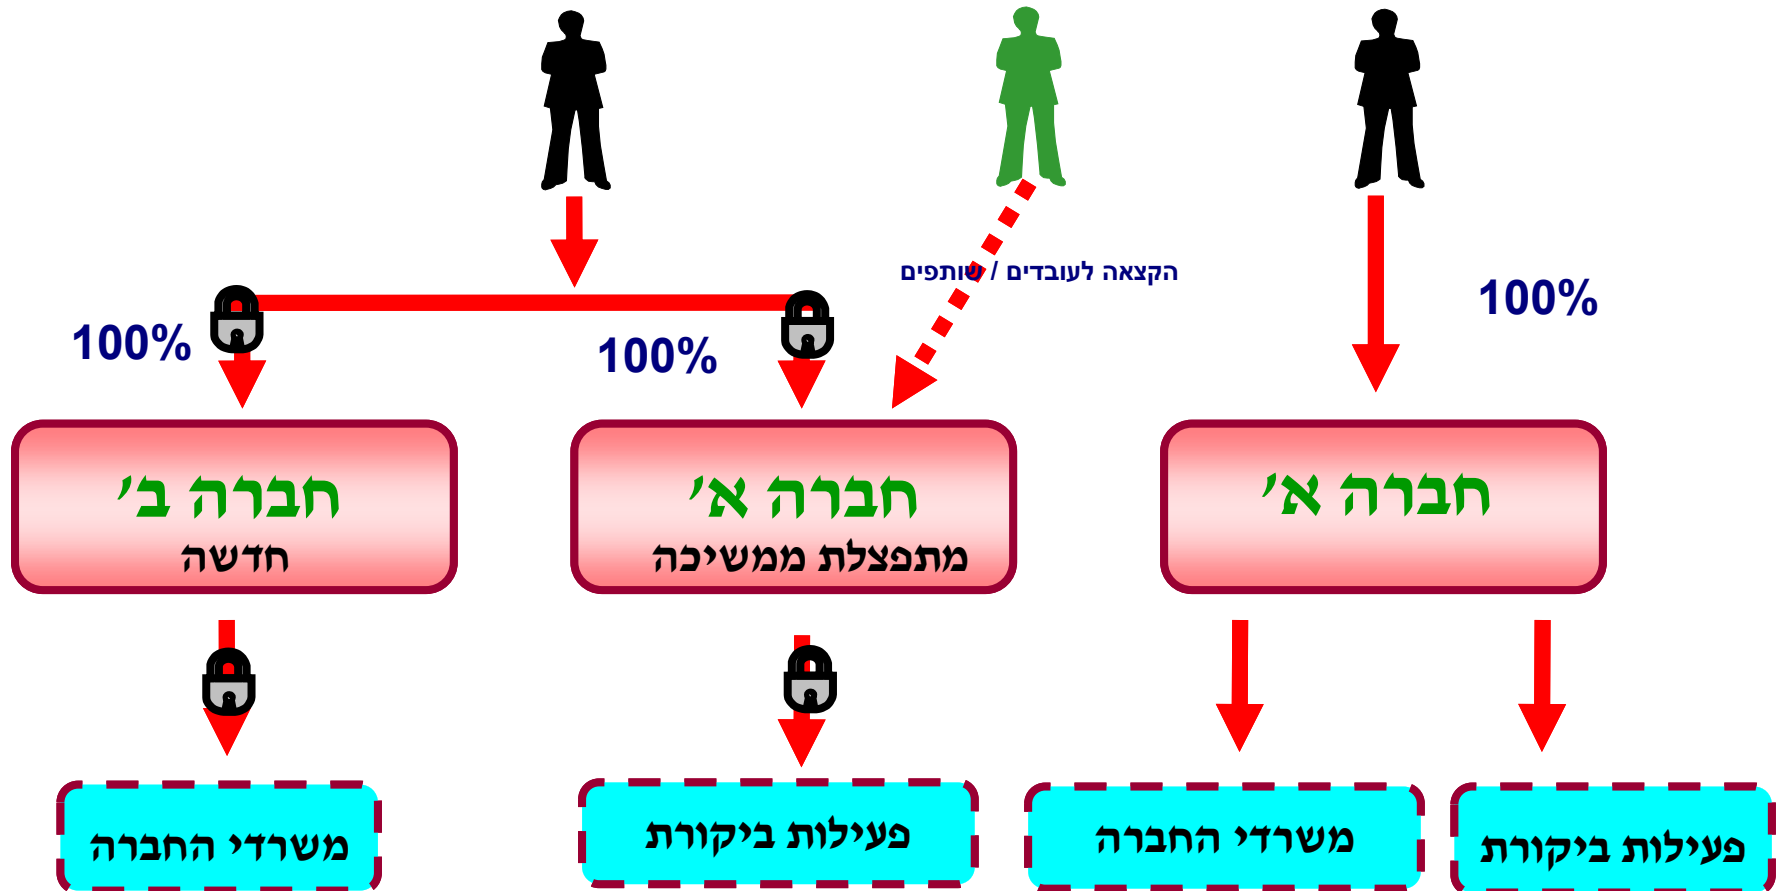 הקצאה לעובדים / שותפים
100%
100%
100%
חברה א'
חברה א'
מתפצלת ממשיכה
חברה ב'
חדשה
פעילות ביקורת
משרדי החברה
פעילות ביקורת
משרדי החברה